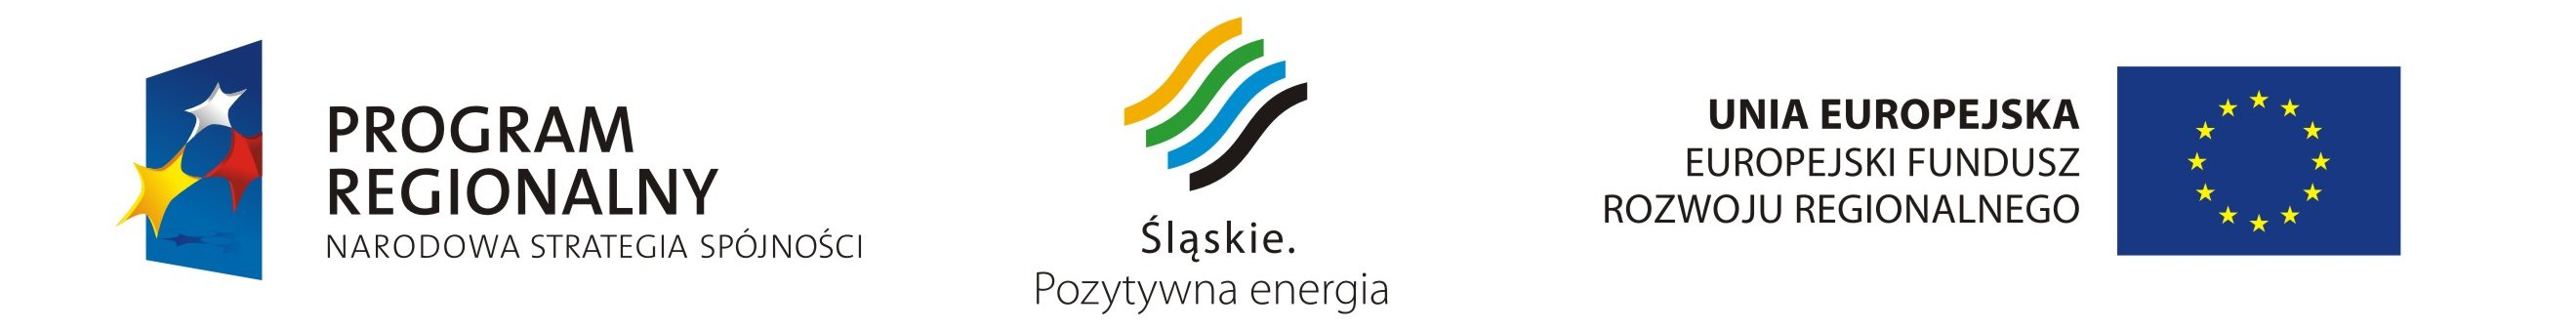 PROGRAM
REGIONALNY
NARODOWA STRATEGIA SPÓJNOŚCI
Śląskie.
Pozytywna energia
UNIA EUROPEJSKA
EUROPEJSKI FUNDUSZ
ROZWOJU REGIONALNEGO